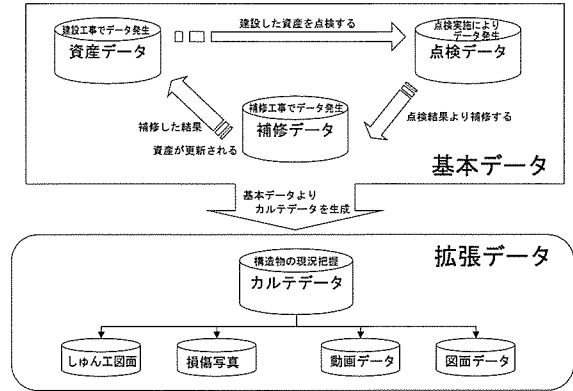 建設工事でデータ発生
資産データ
建設した資産を点検する
点検実施により
データ発生
点検データ
補修工事でデータ発生
補修データ
補修した結果
資産が更新される
点検結果より補修する
基本データ
基本データより
カルテデータを生成
拡張データ
構造物の現況把握
カルテデータ
しゅん工図面
損傷写真
動画データ
図面データ